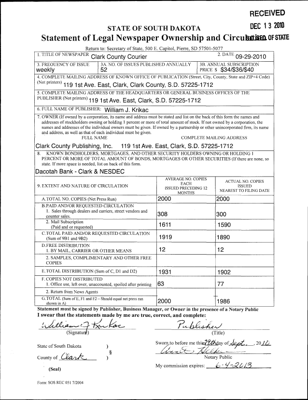 RECEIVED
DEC 13 2010
STATE OF SOUTH DAKOTA
Statement of Legal Newspaper Ownership and Circulation
OF STATE
Return to: Secretary of State, 500 E. Capitol, Pierre, SD 57501-5077
1. TITLE OF NEWSPAPER Clark County Courier
2. DATE 09-29-2010
3. FREQUENCY OF ISSUE
weekly
3A. NO. OF ISSUES PUBLISHED ANNUALLY
52
3B. ANNUAL SUBSCRIPTION
PRICE $ $34/$36/$40
4. COMPLETE MAILING ADDRESS OF KNOWN OFFICE OF PUBLICATION (Street, City, County, State and ZIP+4 Code)
(Not printers) 119 1st Ave. East, Clark, Clark County, S.D. 57225-1712
5. COMPLETE MAILING ADDRESS OF THE HEADQUARTERS OR GENERAL BUSINESS OFFICES OF THE
PUBLISHER (Not printers) 119 1st Ave. East, Clark, S.D. 57225-1712
6. FULL NAME OF PUBLISHER: William J. Krikac
7. OWNER (If owned by a corporation, its name and address must be stated and also on the back of this form the names and
addresses of stockholders owning or holding 1 percent or more of total amount of stock. If not owned by a corporation, the
names and addresses of the individual owners must be given. If owned by a partnership or other unincorporated firm, its name
and address, as well as that of each individual must be given.
FULL NAME
COMPLETE MAILING ADDRESS
Clark County Publishing, Inc. 119 1st Ave. East, Clark, S.D. 57225-1712
8. KNOWN BONDHOLDERS, MORTGAGES, AND OTHER SECURITY HOLDERS OWNING OR HOLDING 1
PERCENT OR MORE OF TOTAL AMOUNT OF BONDS, MORTGAGES OR OTHER SECURITIES (If there are none, so
state. If more space is needed, continue on back of this form.
Dacotah Bank - Clark & NESDEC
9. EXTENT AND NATURE OF CIRCULATION
AVERAGE NO. COPIES
EACH
ISSUED PRECEDING 12
MONTHS
ACTUAL NO. COPIES
ISSUED
NEAREST TO FILING DATE
A. TOTAL NO. COPIES (Net Press Run) 2000 2000
B. PAID AND/OR REQUESTED CIRCULATION
1. Sales through dealers and carriers, street vendors and
counter sales.
308 300
2. Mail Subscription
(Paid and/or requested)
1611 1590
C. TOTAL PAID AND/OR REQUESTED CIRCULATION
(Sum of 9B1 and 9B2)
1919 1890
D. FREE DISTRIBUTION
1. BY MAIL, CARRIER OR OTHER MEANS
12 12
2. SAMPLES, COMPLIMENTARY AND OTHER FREE
COPIES
E. TOTAL DISTRIBUTION (Sum of C, D1 and D2) 1931 1902
F. COPIES NOT DISTRIBUTED
1. Office use, left over, unaccounted, spoiled after printing
63 77
2. Return from News Agents
G. TOTAL (Sum of E, F1 and F2 - Should equal net press run
shown in A)
2000 1986
Statement must be signed by Publisher, Business Manager, or Owner in the presence of a Notary Public
I swear that the statements made by me are true, correct, and complete:
William J Krikac
Publisher
(Signature)
(Title)
State of South Dakota
County of Clark
(Seal)
Sworn to before me this day of Sept. 
Notary Public
My commission expires: 6-4-2013
Form: SOS REC 051 7/2004